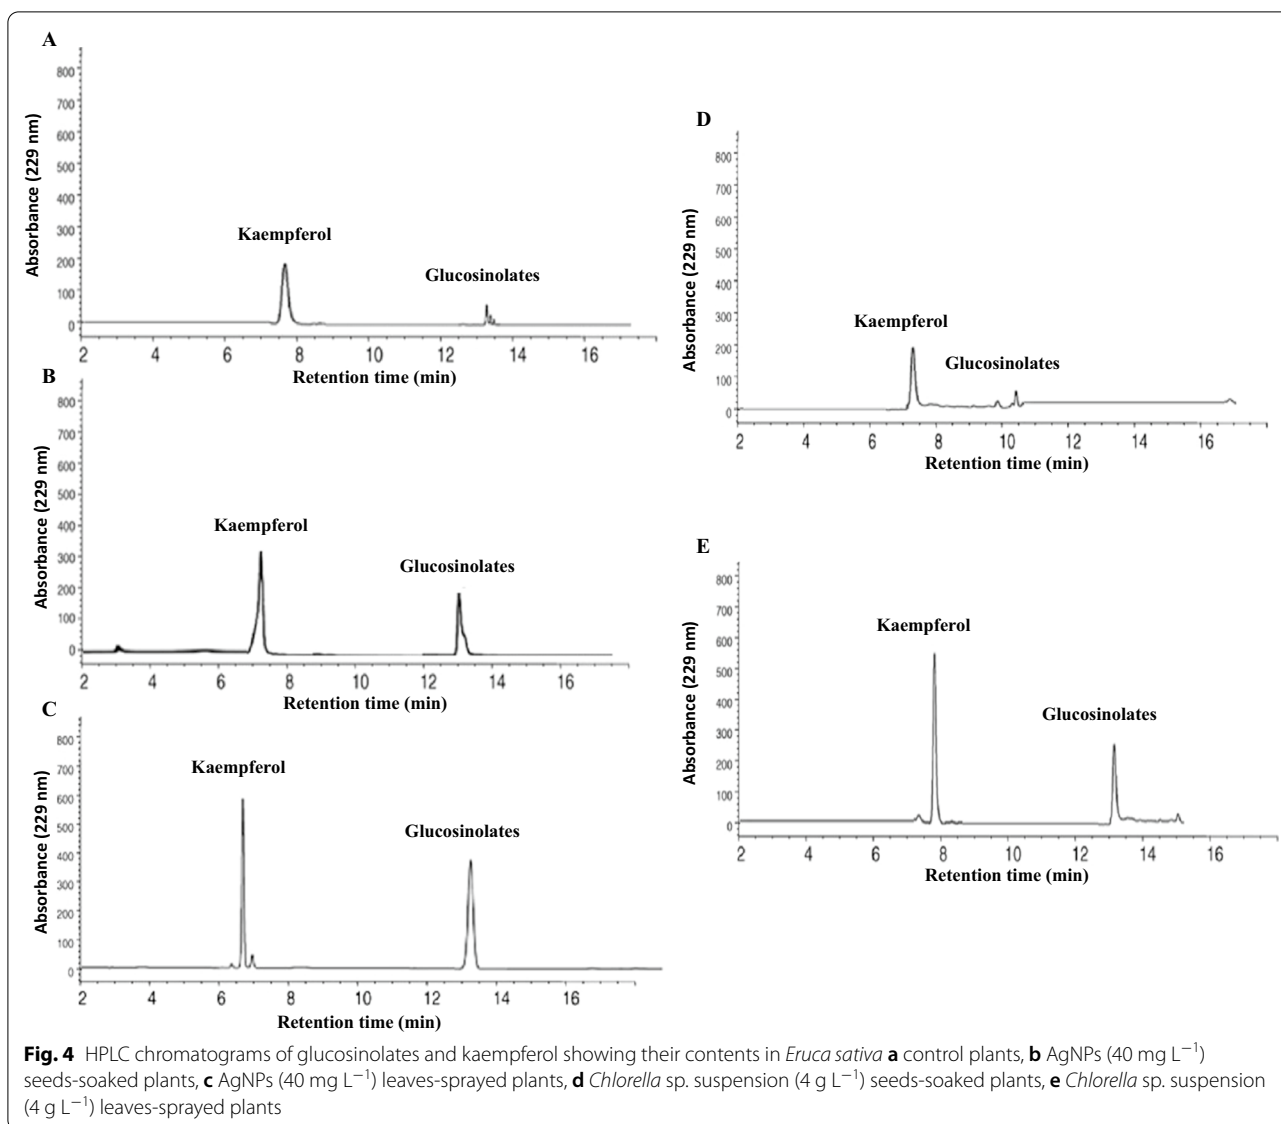 A
Absorbance (229 nm)
800
700
600
500
400
300
200
100
0
Kaempferol
Glucosinolates
2 4 6 8 10 12 14 16
Retention time (min)
B
Absorbance (229 nm)
800
700
600
500
400
300
200
100
0
Kaempferol
Glucosinolates
2 4 6 8 10 12 14 16
Retention time (min)
C
Absorbance (229 nm)
800
700
600
500
400
300
200
100
0
Kaempferol
Glucosinolates
2 4 6 8 10 12 14 16
Retention time (min)
D
Absorbance (229 nm)
800
700
600
500
400
300
200
100
0
Kaempferol
Glucosinolates
2 4 6 8 10 12 14 16
Retention time (min)
E
Absorbance (229 nm)
800
700
600
500
400
300
200
100
0
Kaempferol
Glucosinolates
2 4 6 8 10 12 14 16
Retention time (min)
Fig. 4 HPLC chromatograms of glucosinolates and kaempferol showing their contents in Eruca sativa a control plants, b AgNPs (40 mg L⁻¹)
seeds-soaked plants, c AgNPs (40 mg L⁻¹) leaves-sprayed plants, d Chlorella sp. suspension (4 g L⁻¹) seeds-soaked plants, e Chlorella sp. suspension
(4 g L⁻¹) leaves-sprayed plants